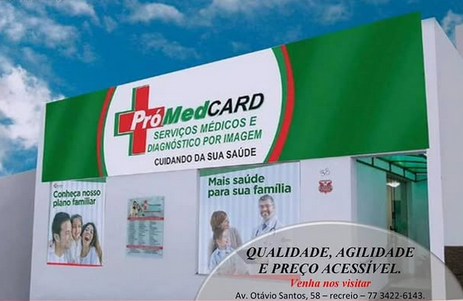 PróMedCARD
SERVIÇOS MÉDICOS E
DIAGNÓSTICO POR IMAGEM
CUIDANDO DA SUA SAÚDE
Conheça nosso
plano familiar
Mais saúde
para sua família
QUALIDADE, AGILIDADE
E PREÇO ACESSÍVEL.
Venha nos visitar
Av. Otávio Santos, 58 – recreio – 77 3422-6143.